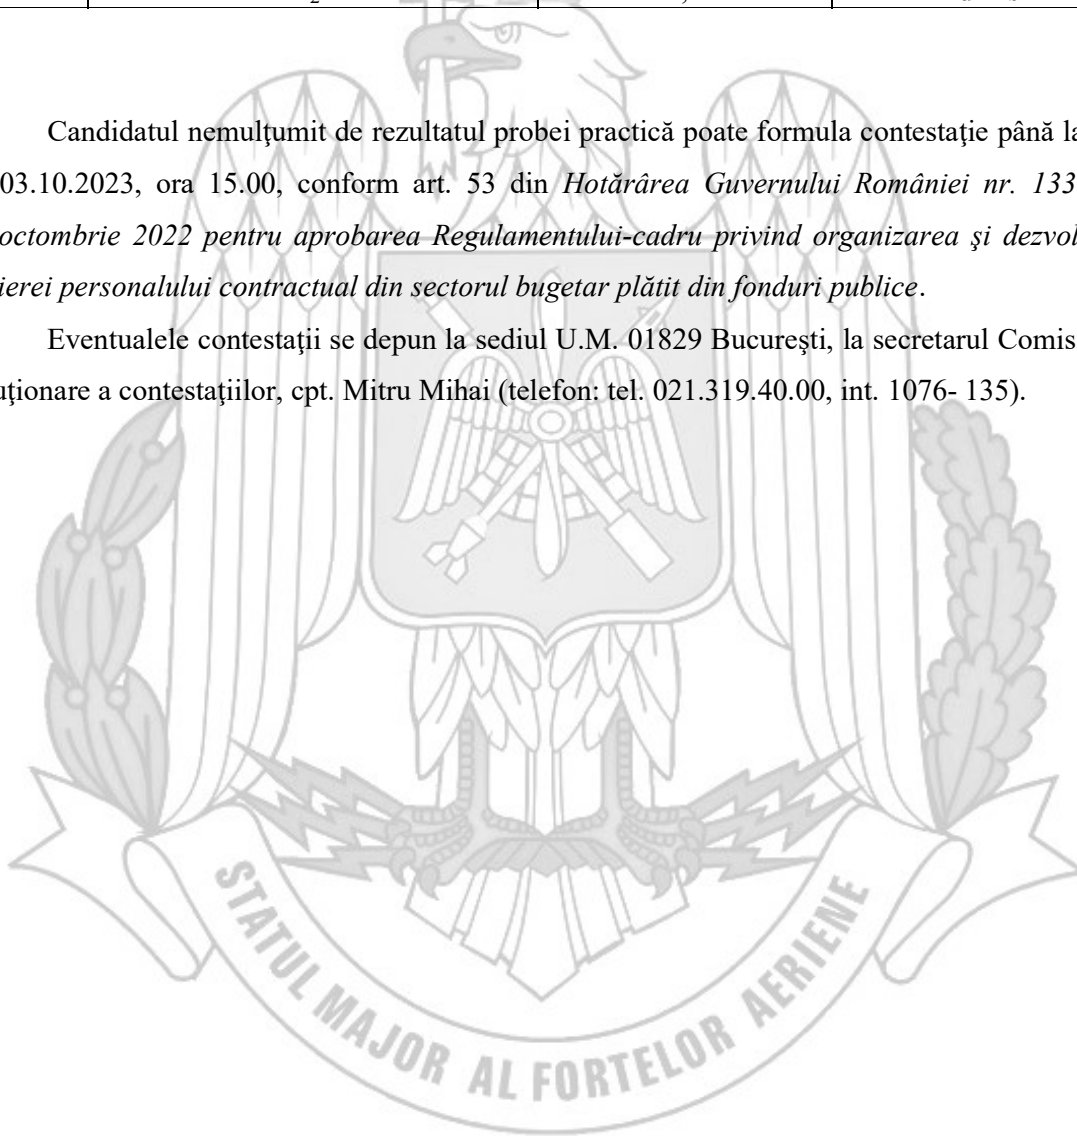 Candidatul nemulţumit de rezultatul probei practică poate formula contestaţie până la
03.10.2023, ora 15.00, conform art. 53 din Hotărârea Guvernului României nr. 133
octombrie 2022 pentru aprobarea Regulamentului-cadru privind organizarea şi dezvol
ierei personalului contractual din sectorul bugetar plătit din fonduri publice.
Eventualele contestaţii se depun la sediul U.M. 01829 Bucureşti, la secretarul Comis
uţionare a contestaţiilor, cpt. Mitru Mihai (telefon: tel. 021.319.40.00, int. 1076- 135).
STATUL MAJOR AL FORTELOR AERIENE